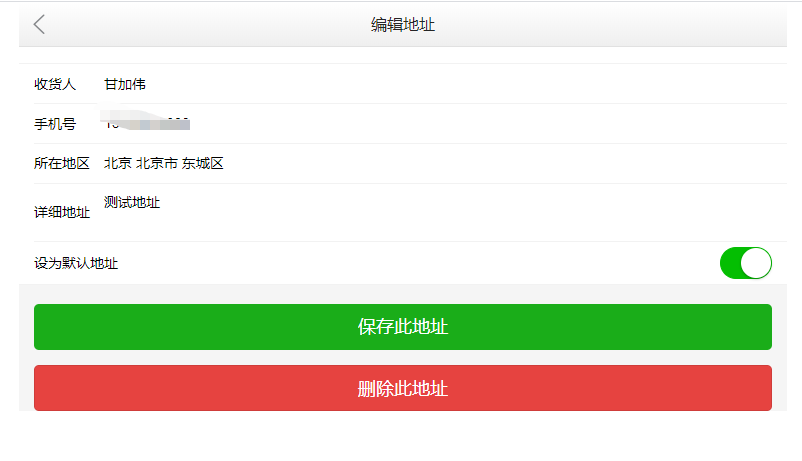 编辑地址
收货人 甘加伟
手机号
所在地区 北京 北京市 东城区
详细地址 测试地址
设为默认地址
保存此地址
删除此地址